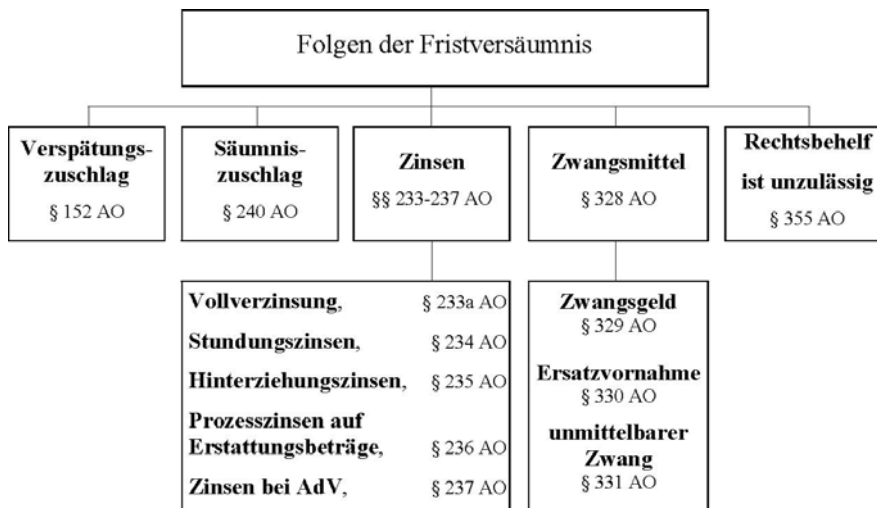 Folgen der Fristversäumnis
Verspätungs-
zuschlag
§ 152 AO
Säumnis-
zuschlag
§ 240 AO
Zinsen
§§ 233-237 AO
Zwangsmittel
§ 328 AO
Rechtsbehelf
ist unzulässig
§ 355 AO
Vollverzinsung, § 233a AO
Stundungszinsen, § 234 AO
Hinterziehungszinsen, § 235 AO
Prozesszinsen auf
Erstattungsbeträge, § 236 AO
Zinsen bei AdV, § 237 AO
Zwangsgeld
§ 329 AO
Ersatzvornahme
§ 330 AO
unmittelbarer
Zwang
§ 331 AO